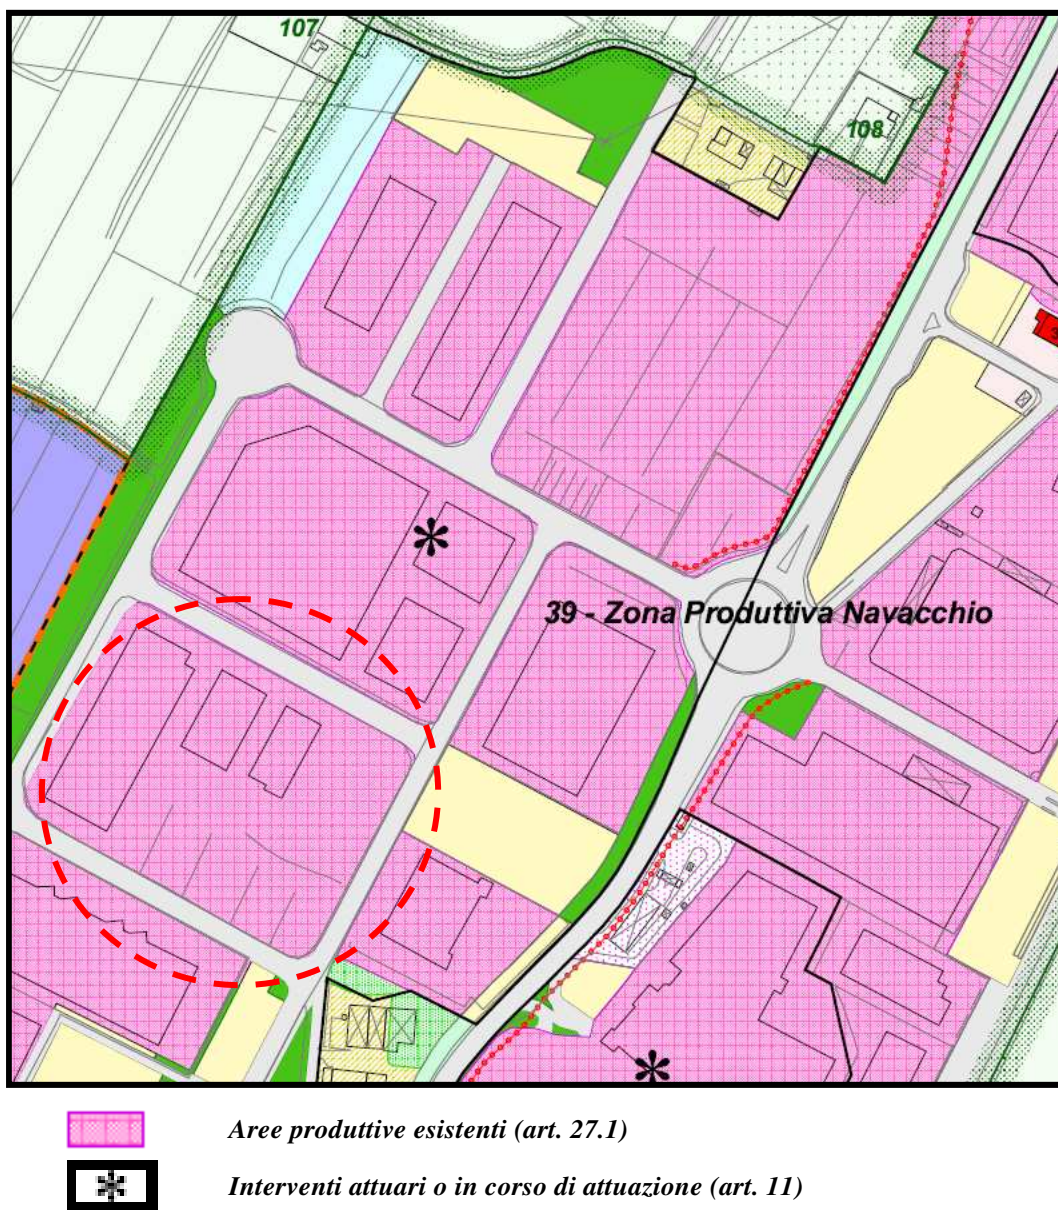 107
108
39 - Zona Produttiva Navacchio
Aree produttive esistenti (art. 27.1)
Interventi attuari o in corso di attuazione (art. 11)